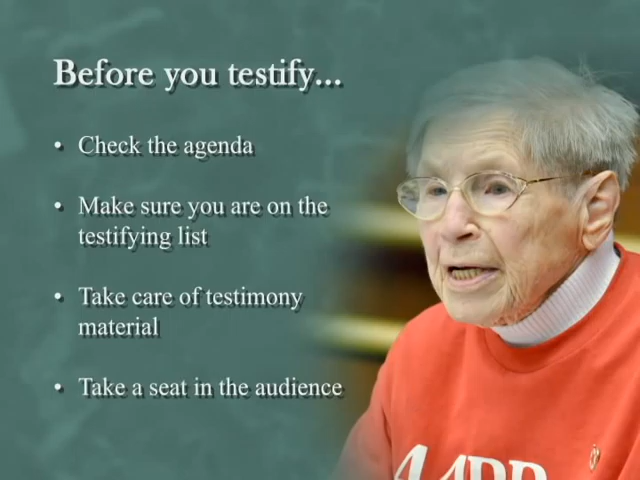 Before you testify...
• Check the agenda
• Make sure you are on the
testifying list
• Take care of testimony
material
• Take a seat in the audience
AARP